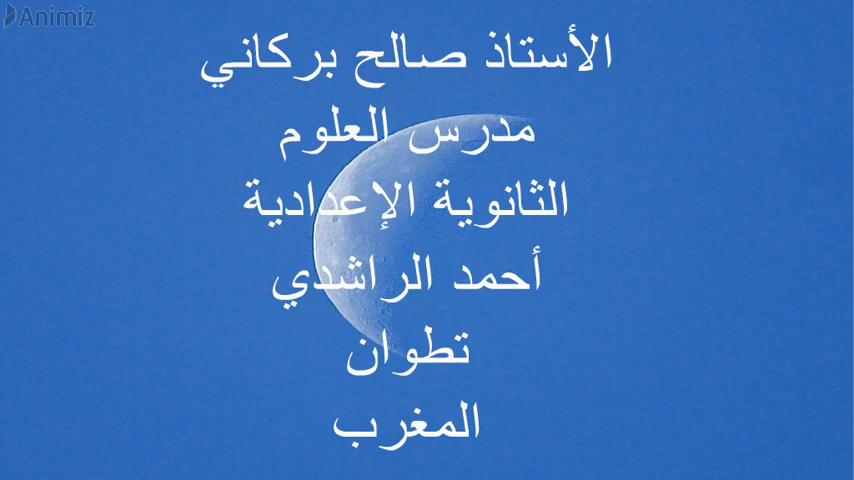 Animiz
الأستاذ صالح بركاني
مدرس العلوم
الثانوية الإعدادية
أحمد الراشدي
تطوان
المغرب